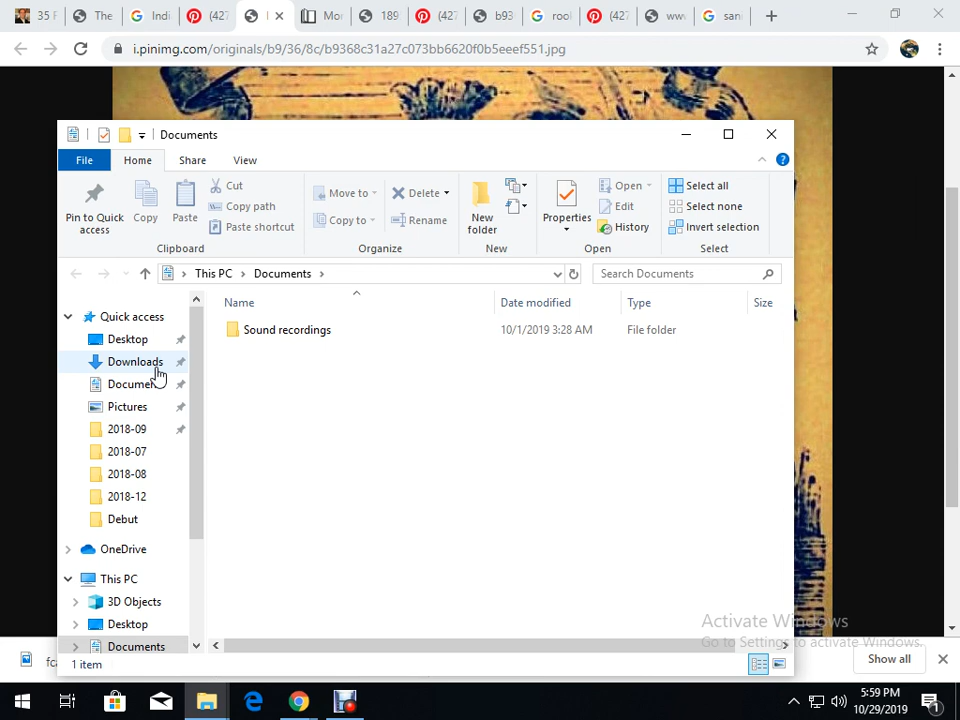 35 F
The
Indi
(427
Mor
189
(427
b93
rool
(427
ww
san
i.pinimg.com/originals/b9/36/8c/b9368c31a27c073bb6620f0b5eeef551.jpg
Documents
File Home Share View
Pin to Quick access
Copy
Paste
Cut
Copy path
Paste shortcut
Clipboard
Move to
Copy to
Delete
Rename
Organize
New folder
New
Properties
Open
Edit
History
Open
Select all
Select none
Invert selection
Select
This PC > Documents >
Search Documents
Name Date modified Type Size
Sound recordings 10/1/2019 3:28 AM File folder
Quick access
Desktop
Downloads
Documen
Pictures
2018-09
2018-07
2018-08
2018-12
Debut
OneDrive
This PC
3D Objects
Desktop
Documents
1 item
Activate Windows
Go to Settings to activate Windows.
fca
Show all
5:59 PM
10/29/2019
1